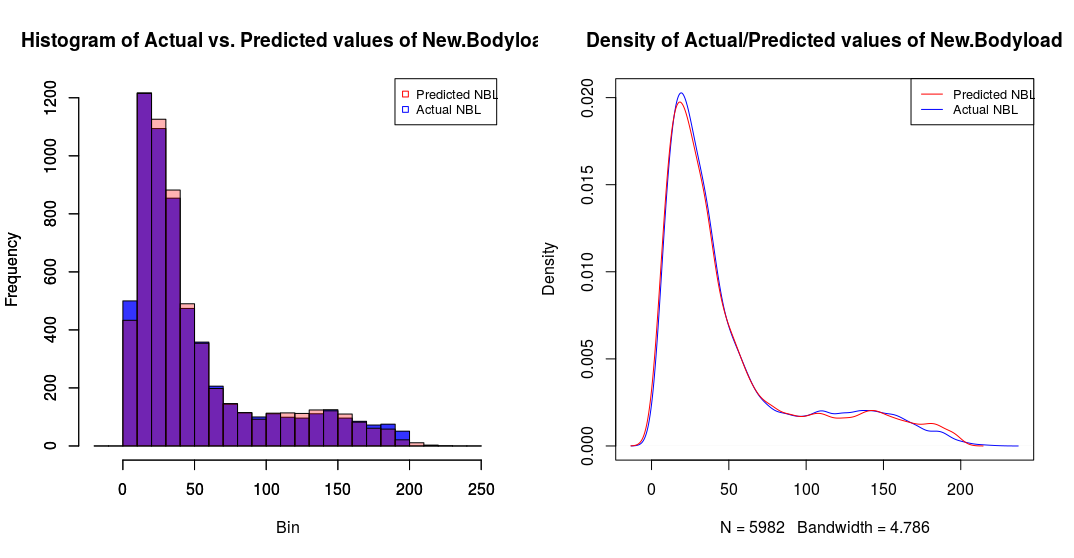 Histogram of Actual vs. Predicted values of New.Bodyloa
Frequency
1200
1000
800
600
400
200
0
Predicted NBL
Actual NBL
0 50 100 150 200 250
Bin
Density of Actual/Predicted values of New.Bodyload
Density
0.020
0.015
0.010
0.005
0.000
Predicted NBL
Actual NBL
0 50 100 150 200
N = 5982 Bandwidth = 4.786